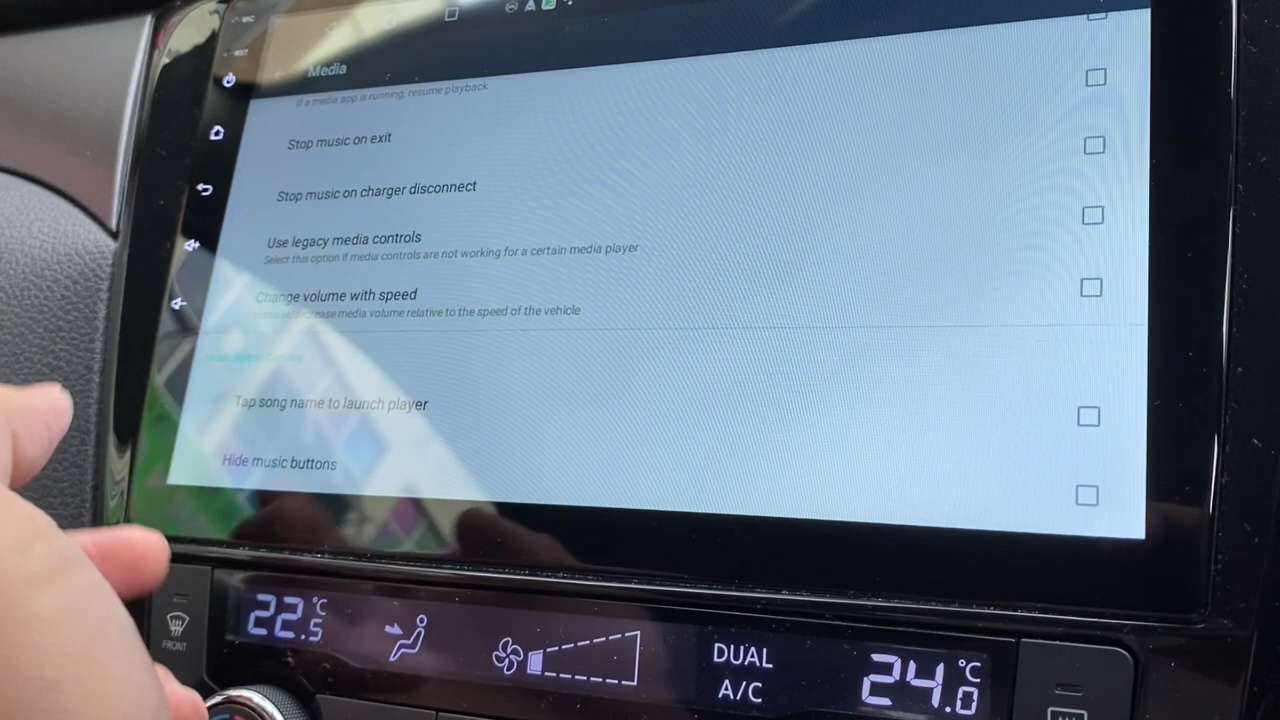 MIC
RST
Media
If a media app is running, resume playback
Stop music on exit
Stop music on charger disconnect
Use legacy media controls
Select this option if media controls are not working for a certain media player
Change volume with speed
media volume relative to the speed of the vehicle
Tap song name to launch player
Hide music buttons
22.5 °C
DUAL
A/C
24.0 °C
FRONT